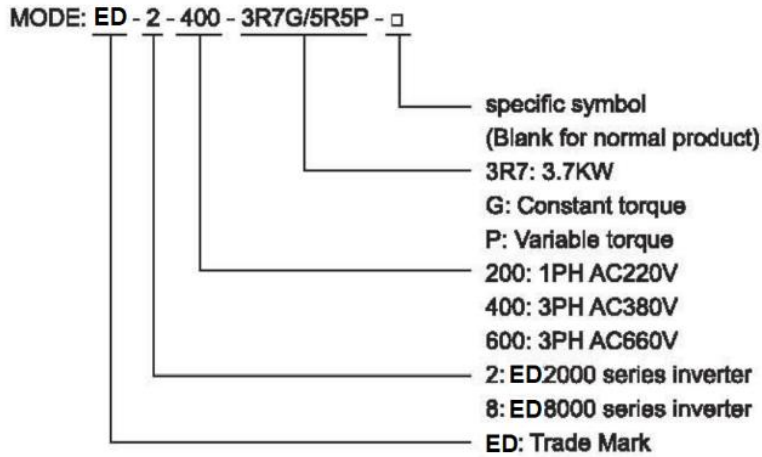 MODE: ED - 2 - 400 - 3R7G/5R5P - □
specific symbol
(Blank for normal product)
3R7: 3.7KW
G: Constant torque
P: Variable torque
200: 1PH AC220V
400: 3PH AC380V
600: 3PH AC660V
2: ED2000 series inverter
8: ED8000 series inverter
ED: Trade Mark